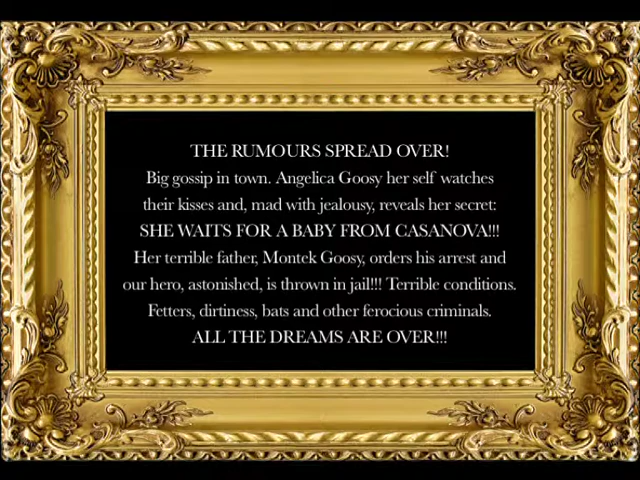 THE RUMOURS SPREAD OVER!
Big gossip in town. Angelica Goosy her self watches
their kisses and, mad with jealousy, reveals her secret:
SHE WAITS FOR A BABY FROM CASANOVA!!!
Her terrible father, Montek Goosy, orders his arrest and
our hero, astonished, is thrown in jail!!! Terrible conditions.
Fetters, dirtiness, bats and other ferocious criminals.
ALL THE DREAMS ARE OVER!!!